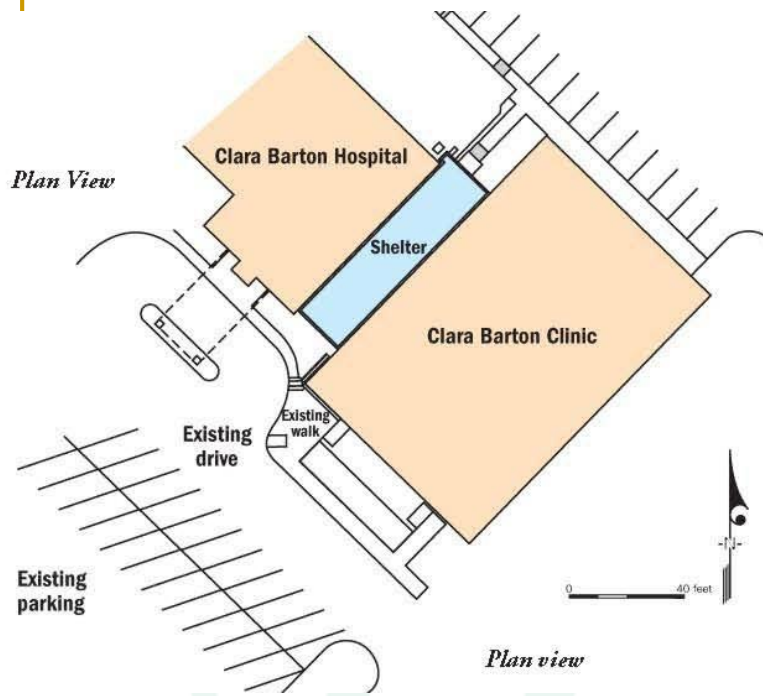 Clara Barton Hospital
Plan View
Shelter
Clara Barton Clinic
Existing
walk
Existing
drive
Existing
parking
N
0 40 feet
Plan view